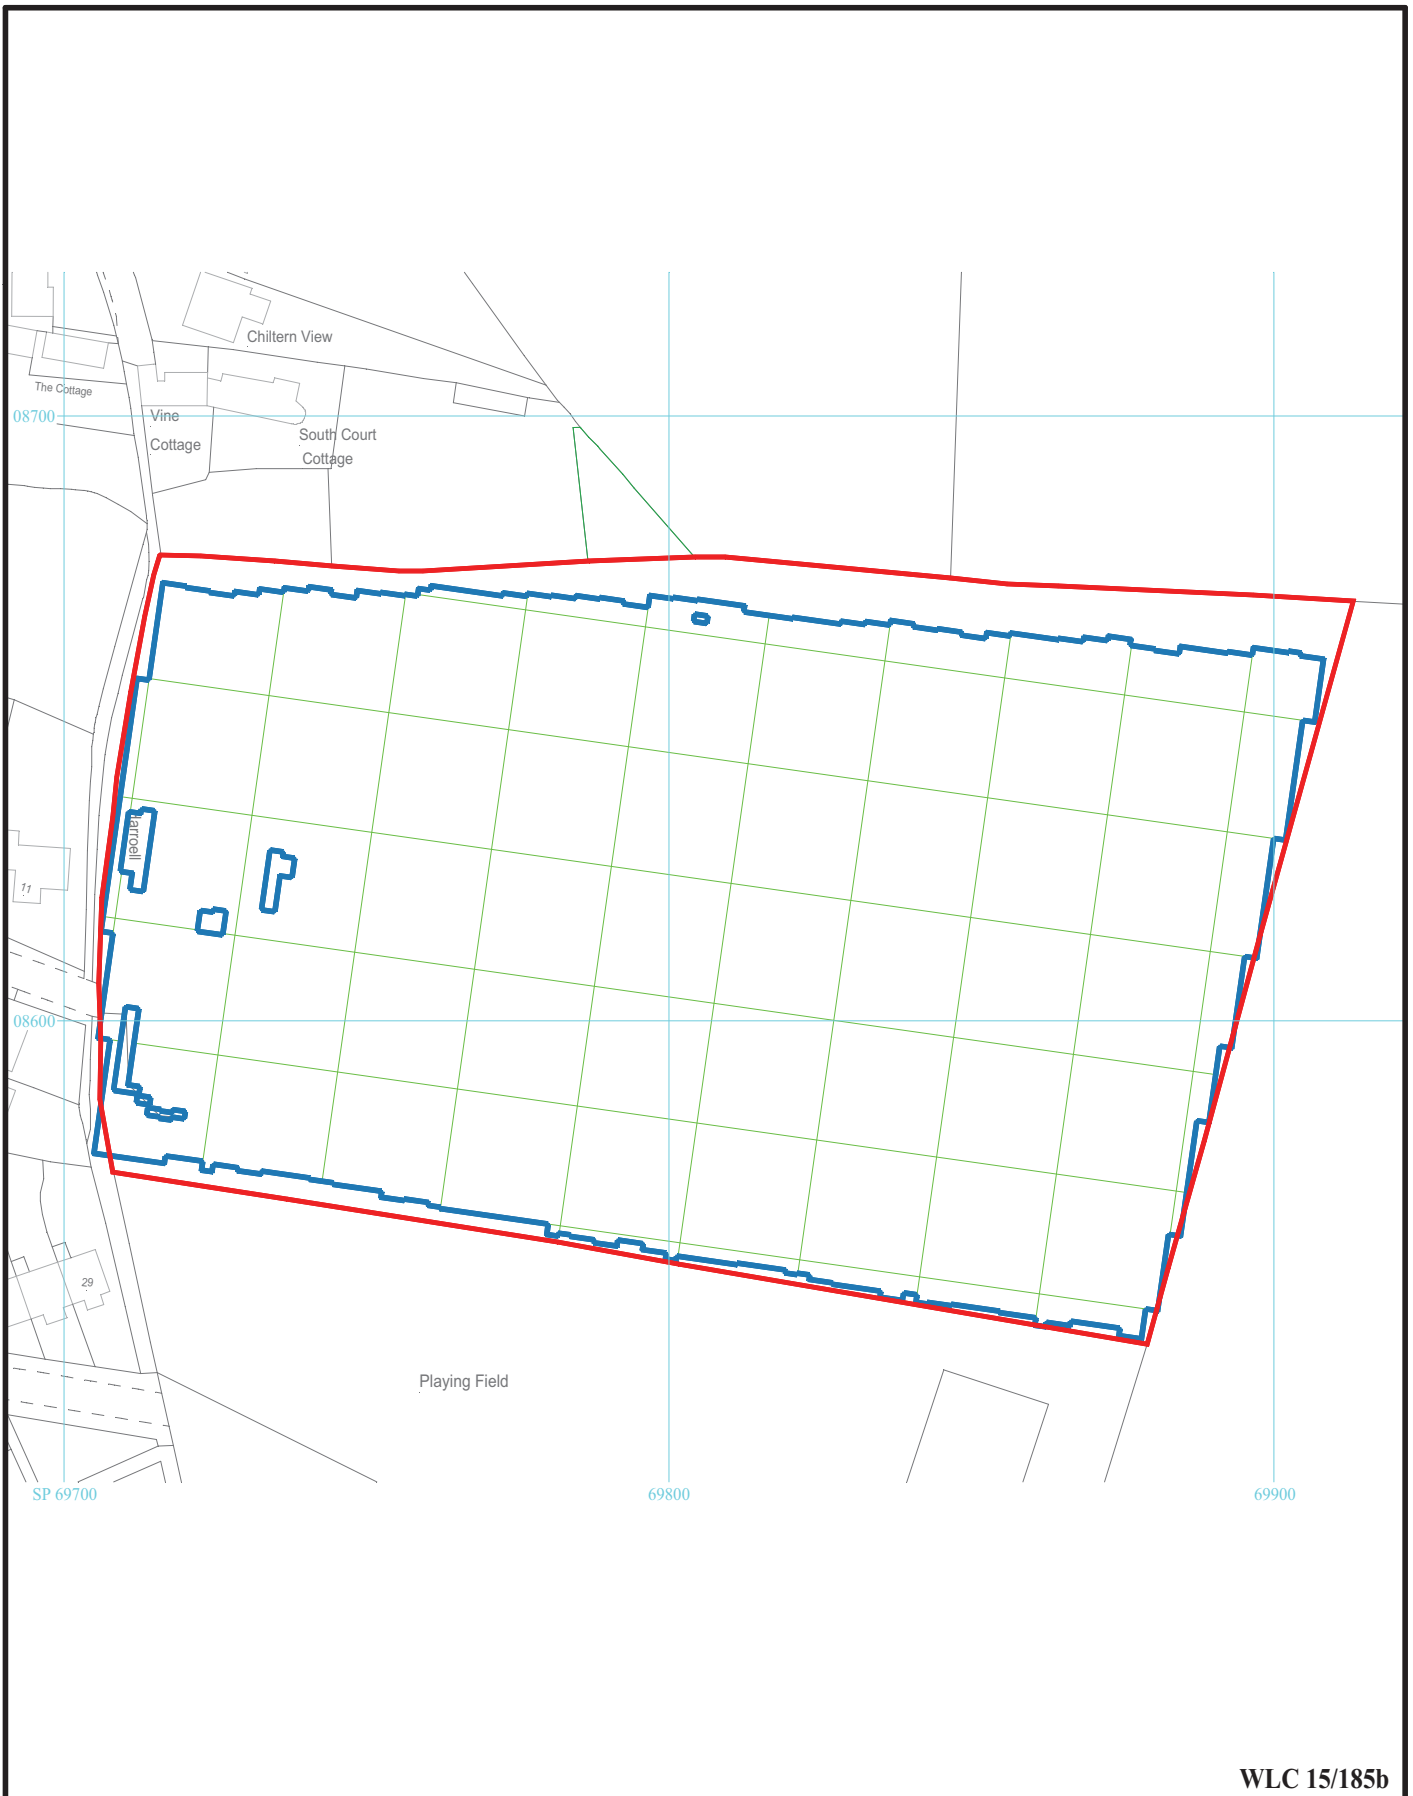 Chiltern View
The Cottage
08700
Vine
Cottage
South Court
Cottage
Harroell
11
08600
29
Playing Field
SP 69700
69800
69900
WLC 15/185b